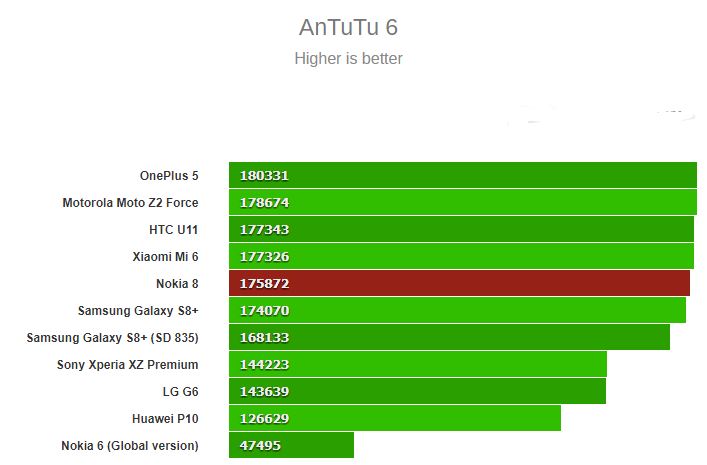 AnTuTu 6
Higher is better
OnePlus 5 180331
Motorola Moto Z2 Force 178674
HTC U11 177343
Xiaomi Mi 6 177326
Nokia 8 175872
Samsung Galaxy S8+ 174070
Samsung Galaxy S8+ (SD 835) 168133
Sony Xperia XZ Premium 144223
LG G6 143639
Huawei P10 126629
Nokia 6 (Global version) 47495